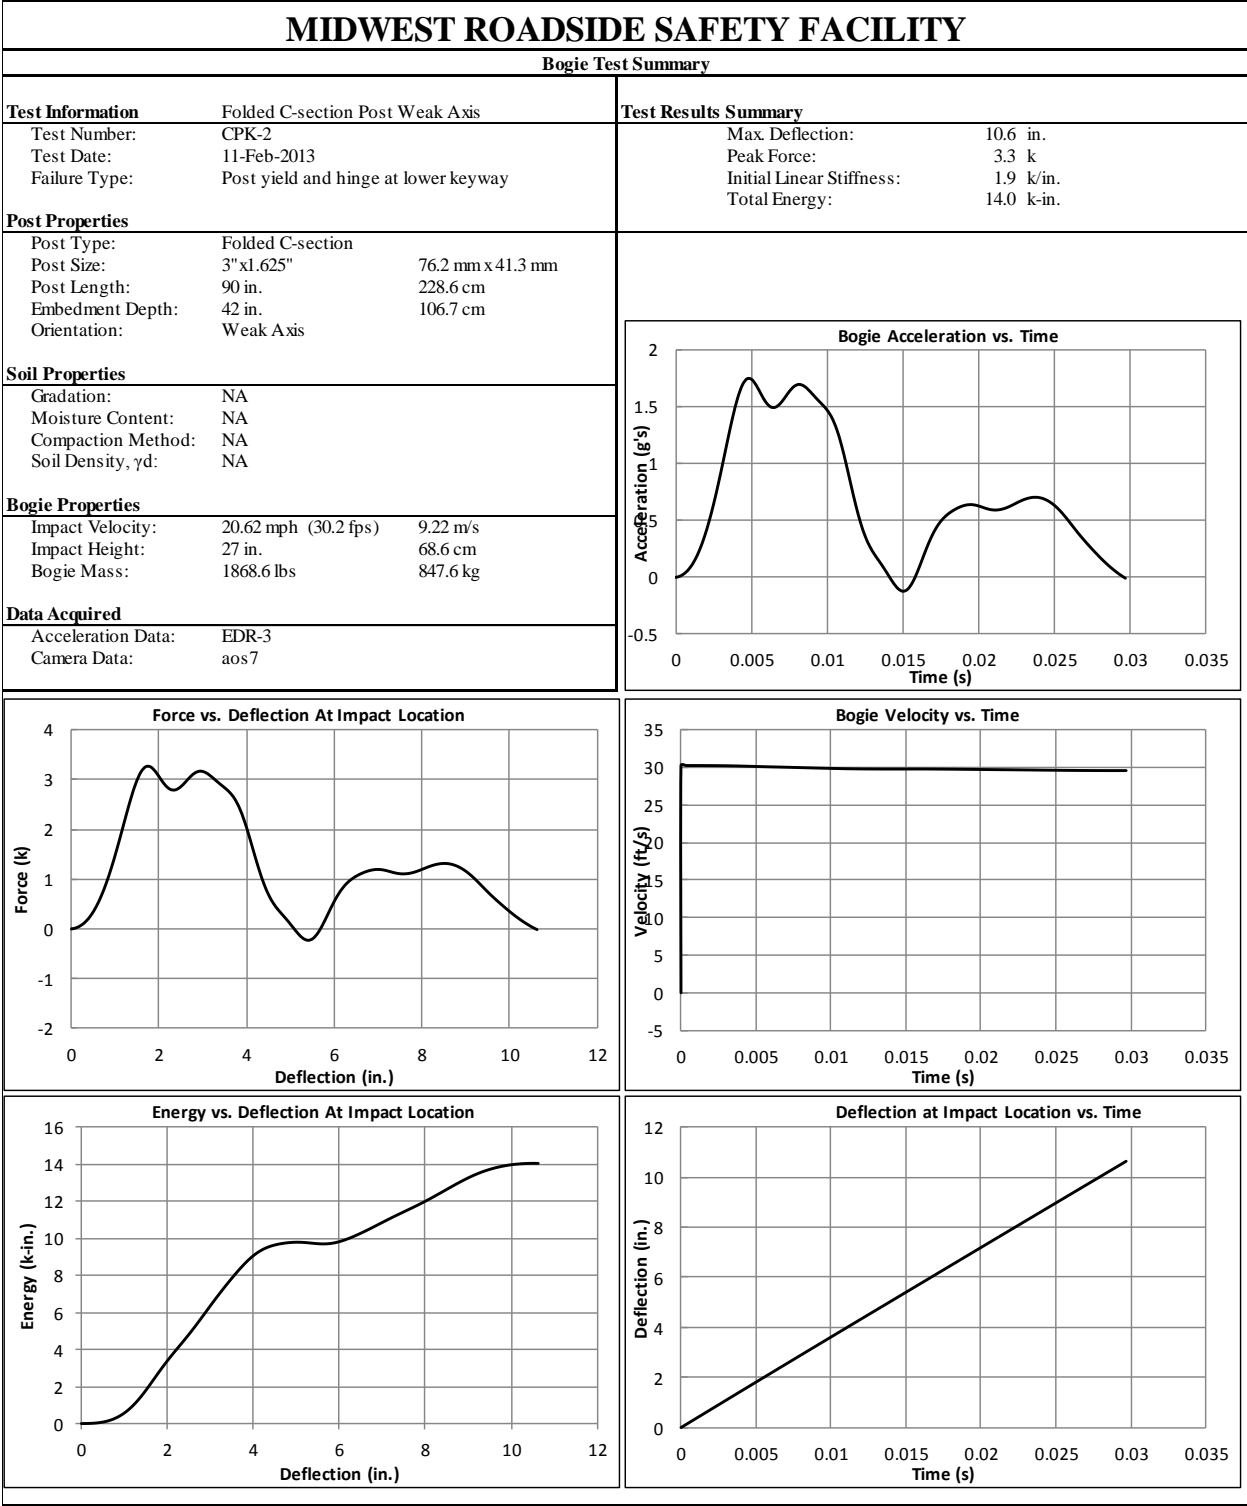 MIDWEST ROADSIDE SAFETY FACILITY
Bogie Test Summary
Test Information Folded C-section Post Weak Axis
Test Number: CPK-2
Test Date: 11-Feb-2013
Failure Type: Post yield and hinge at lower keyway
Post Properties
Post Type: Folded C-section
Post Size: 3"x1.625" 76.2 mm x 41.3 mm
Post Length: 90 in. 228.6 cm
Embedment Depth: 42 in. 106.7 cm
Orientation: Weak Axis
Soil Properties
Gradation: NA
Moisture Content: NA
Compaction Method: NA
Soil Density, γd: NA
Bogie Properties
Impact Velocity: 20.62 mph (30.2 fps) 9.22 m/s
Impact Height: 27 in. 68.6 cm
Bogie Mass: 1868.6 lbs 847.6 kg
Data Acquired
Acceleration Data: EDR-3
Camera Data: aos7
Test Results Summary
Max. Deflection: 10.6 in.
Peak Force: 3.3 k
Initial Linear Stiffness: 1.9 k/in.
Total Energy: 14.0 k-in.
Bogie Acceleration vs. Time
Acceleration (g's)
2
1.5
1
0.5
0
-0.5
0 0.005 0.01 0.015 0.02 0.025 0.03 0.035
Time (s)
Force vs. Deflection At Impact Location
Force (k)
4
3
2
1
0
-1
-2
0 2 4 6 8 10 12
Deflection (in.)
Bogie Velocity vs. Time
Velocity (ft/s)
35
30
25
20
15
10
5
0
-5
0 0.005 0.01 0.015 0.02 0.025 0.03 0.035
Time (s)
Energy vs. Deflection At Impact Location
Energy (k-in.)
16
14
12
10
8
6
4
2
0
0 2 4 6 8 10 12
Deflection (in.)
Deflection at Impact Location vs. Time
Deflection (in.)
12
10
8
6
4
2
0
0 0.005 0.01 0.015 0.02 0.025 0.03 0.035
Time (s)